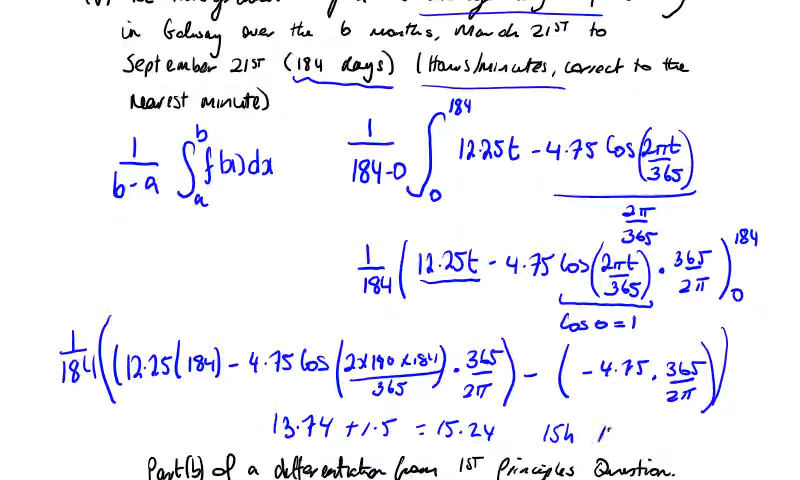 in Galway over the 6 months, March 21ST to
September 21ST (184 days) (Hours/minutes, correct to the
nearest minute)
1/(b-a) ∫_a^b f(x)dx
1/(184-0) ∫_0^184 12.25t - 4.75 Cos(2πt/365) / (2π/365)
1/184 (12.25t - 4.75 Cos(2πt/365) · 365/2π)_0^184
Cos 0 = 1
1/184 ((12.25(184) - 4.75 Cos(2×180×184/365) · 365/2π) - (-4.75 · 365/2π))
13.74 + 1.5 = 15.24 15h 1
Part(b) of a differentiation from 1ST Principles Question.